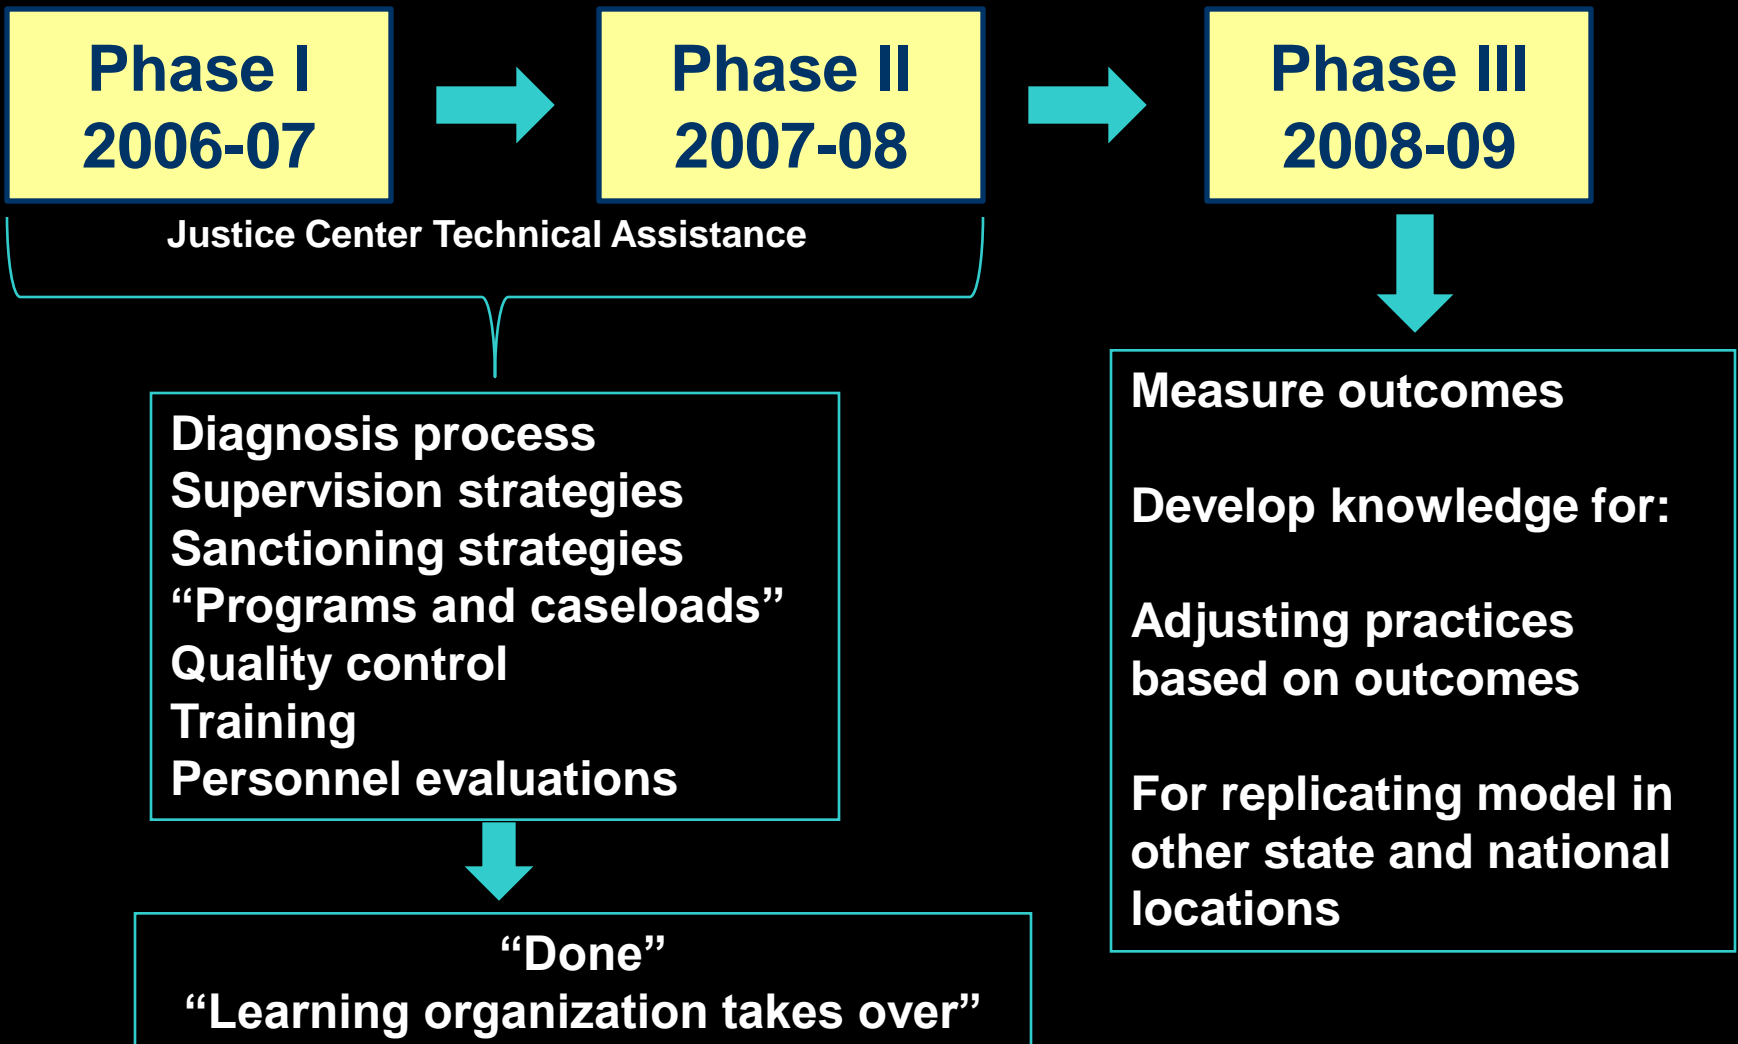 Phase I
2006-07
Phase II
2007-08
Phase III
2008-09
Justice Center Technical Assistance
Diagnosis process
Supervision strategies
Sanctioning strategies
“Programs and caseloads”
Quality control
Training
Personnel evaluations
“Done”
“Learning organization takes over”
Measure outcomes
Develop knowledge for:
Adjusting practices
based on outcomes
For replicating model in
other state and national
locations